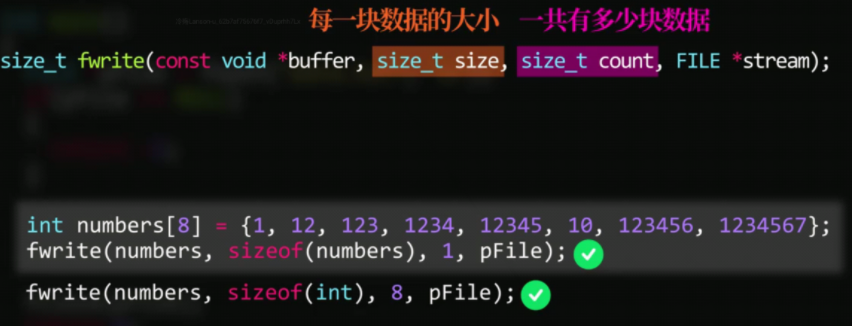 每一块数据的大小 一共有多少块数据
size_t fwrite(const void *buffer, size_t size, size_t count, FILE *stream);
int numbers[8] = {1, 12, 123, 1234, 12345, 10, 123456, 1234567};
fwrite(numbers, sizeof(numbers), 1, pFile);
fwrite(numbers, sizeof(int), 8, pFile);